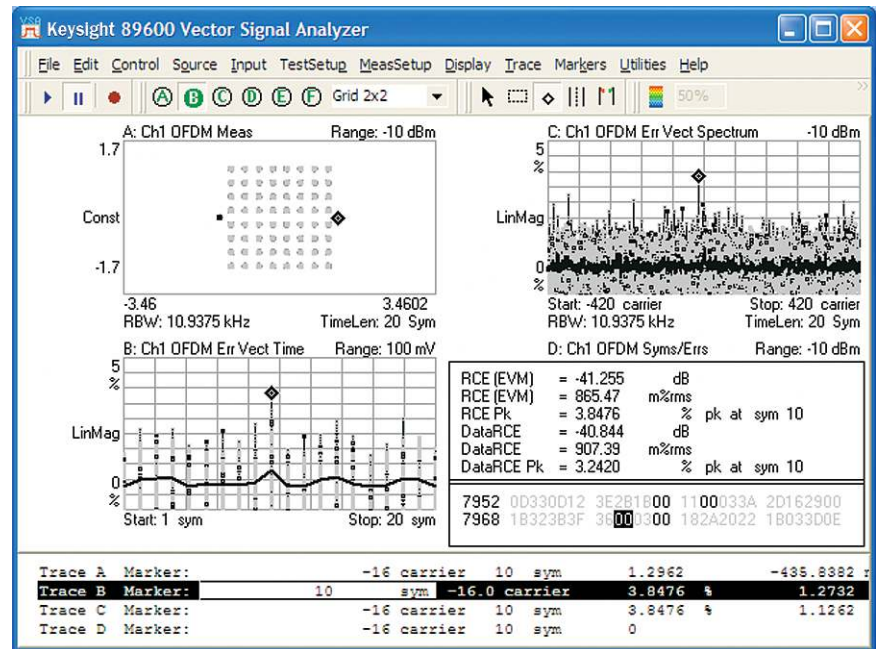 Keysight 89600 Vector Signal Analyzer
File Edit Control Source Input TestSetup MeasSetup Display Trace Markers Utilities Help
A B C D E F Grid 2x2 50%
A: Ch1 OFDM Meas Range: -10 dBm
1.7
Const
-1.7
-3.46 3.4602
RBW: 10.9375 kHz TimeLen: 20 Sym
C: Ch1 OFDM Err Vect Spectrum -10 dBm
5
%
LinMag
0
%
Start: -420 carrier Stop: 420 carrier
RBW: 10.9375 kHz TimeLen: 20 Sym
B: Ch1 OFDM Err Vect Time Range: 100 mV
5
%
LinMag
0
%
Start: 1 sym Stop: 20 sym
D: Ch1 OFDM Syms/Errs Range: -10 dBm
RCE (EVM) = -41.255 dB
RCE (EVM) = 865.47 m%rms
RCE Pk = 3.8476 % pk at sym 10
DataRCE = -40.844 dB
DataRCE = 907.39 m%rms
DataRCE Pk = 3.2420 % pk at sym 10
7952 0D330D12 3E2B1B00 1100033A 2D162900
7968 1B323B3F 36000300 182A2022 1B033D0E
Trace A Marker: -16 carrier 10 sym 1.2962 -435.8382
Trace B Marker: 10 sym -16.0 carrier 3.8476 % 1.2732
Trace C Marker: -16 carrier 10 sym 3.8476 % 1.1262
Trace D Marker: -16 carrier 10 sym 0